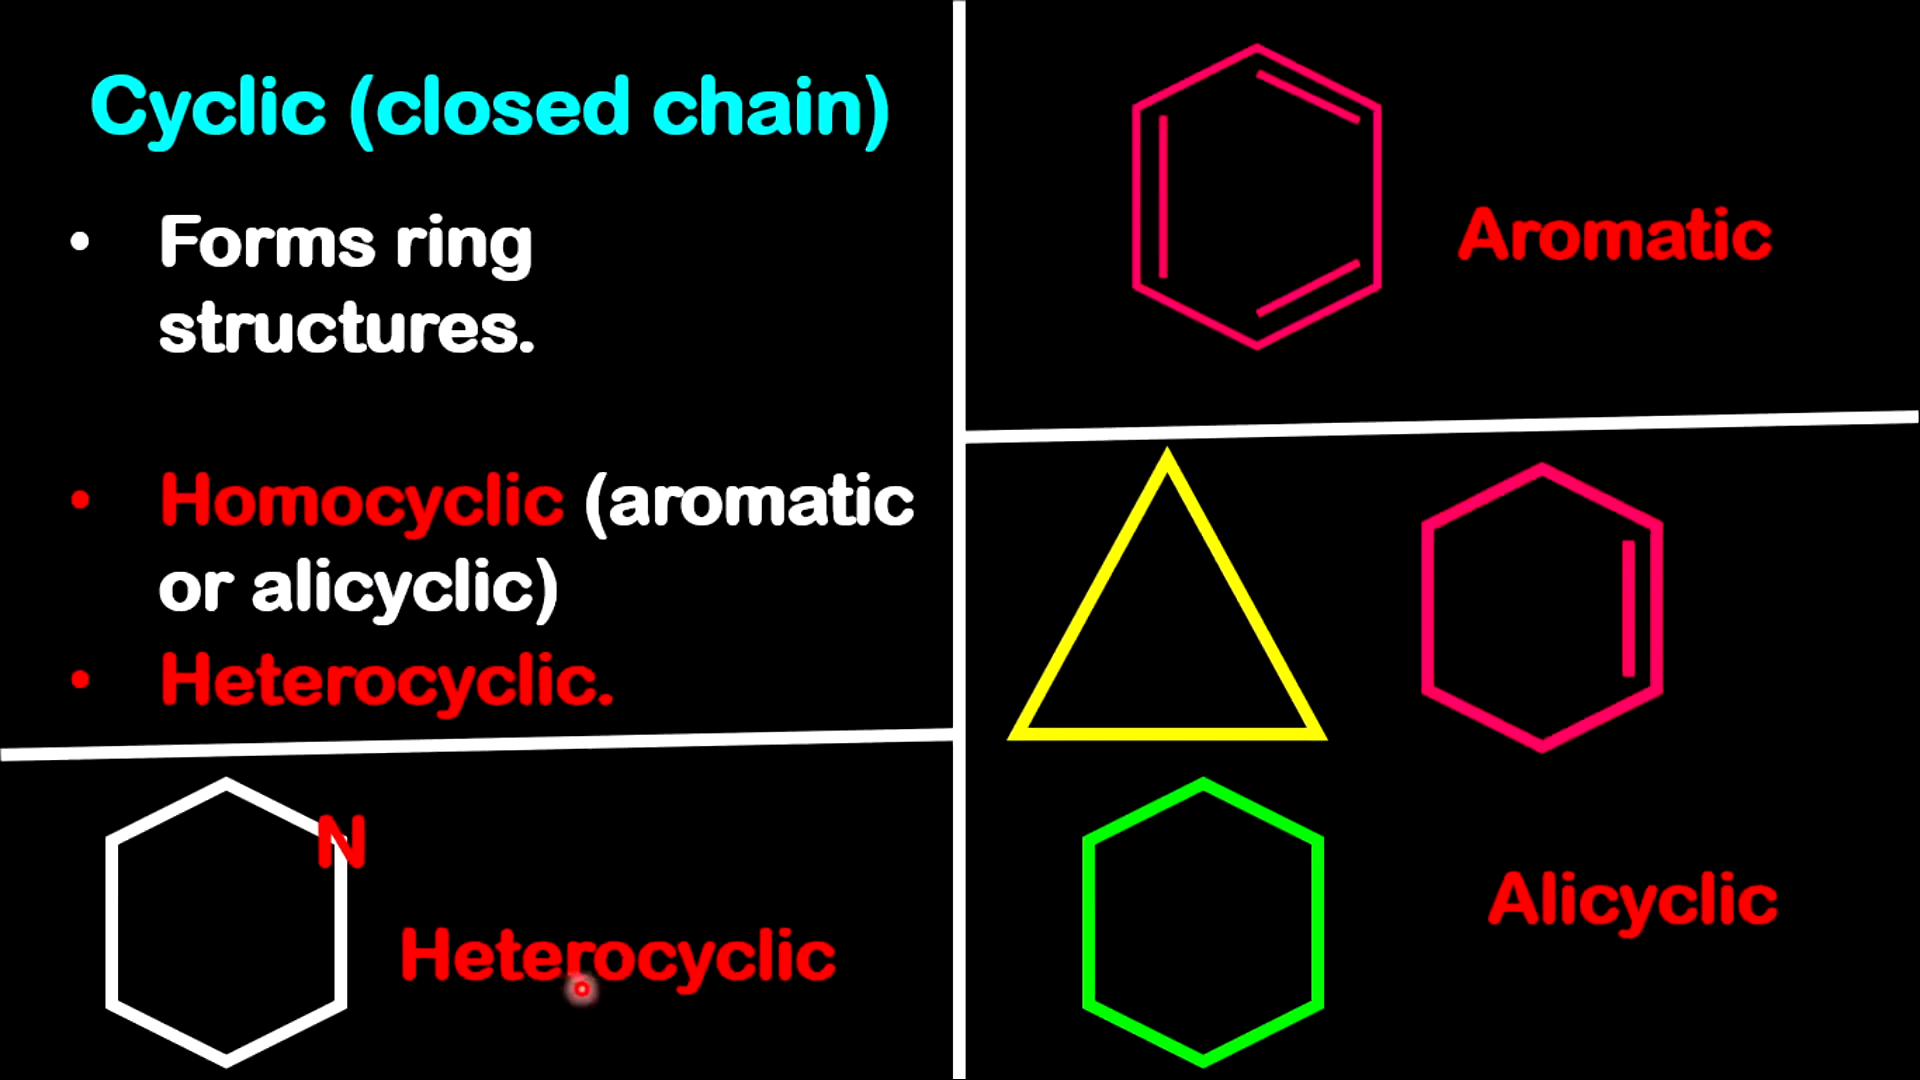 Cyclic (closed chain)
• Forms ring
structures.
• Homocyclic (aromatic
or alicyclic)
• Heterocyclic.
N
Heterocyclic
Aromatic
Alicyclic